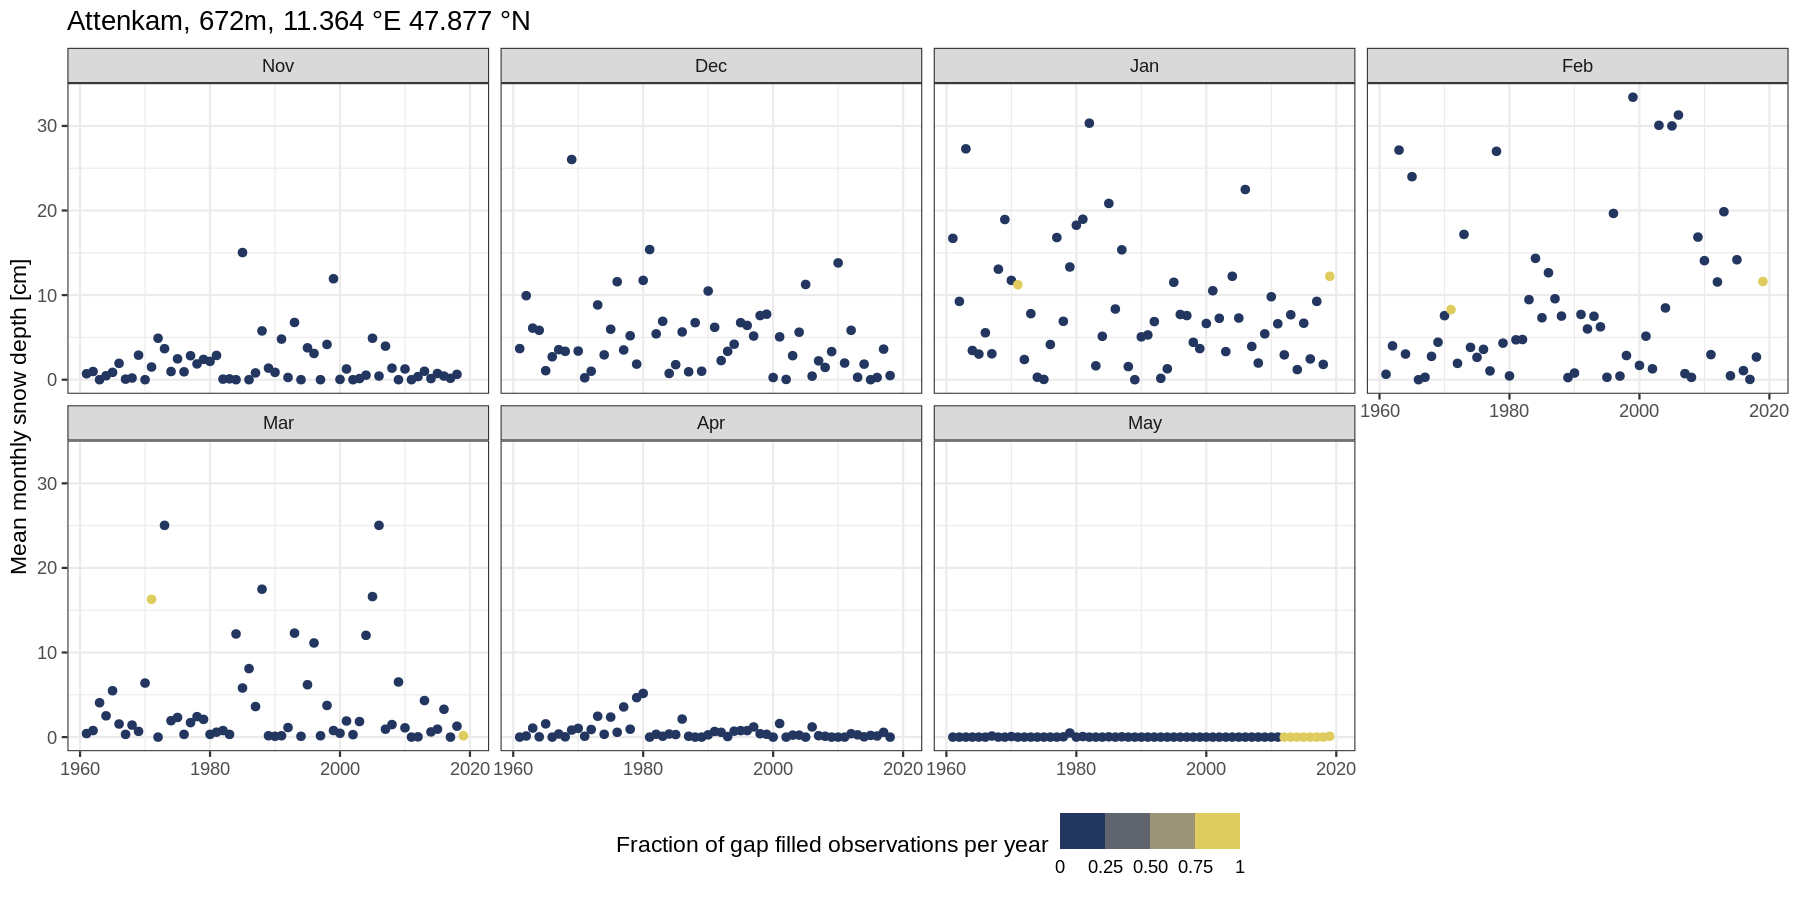 Attenkam, 672m, 11.364 °E 47.877 °N
Nov
Dec
Jan
Feb
Mean monthly snow depth [cm]
30
20
10
0
1960
1980
2000
2020
Mar
Apr
May
30
20
10
0
1960
1980
2000
2020
1960
1980
2000
2020
1960
1980
2000
2020
Fraction of gap filled observations per year
0
0.25
0.50
0.75
1